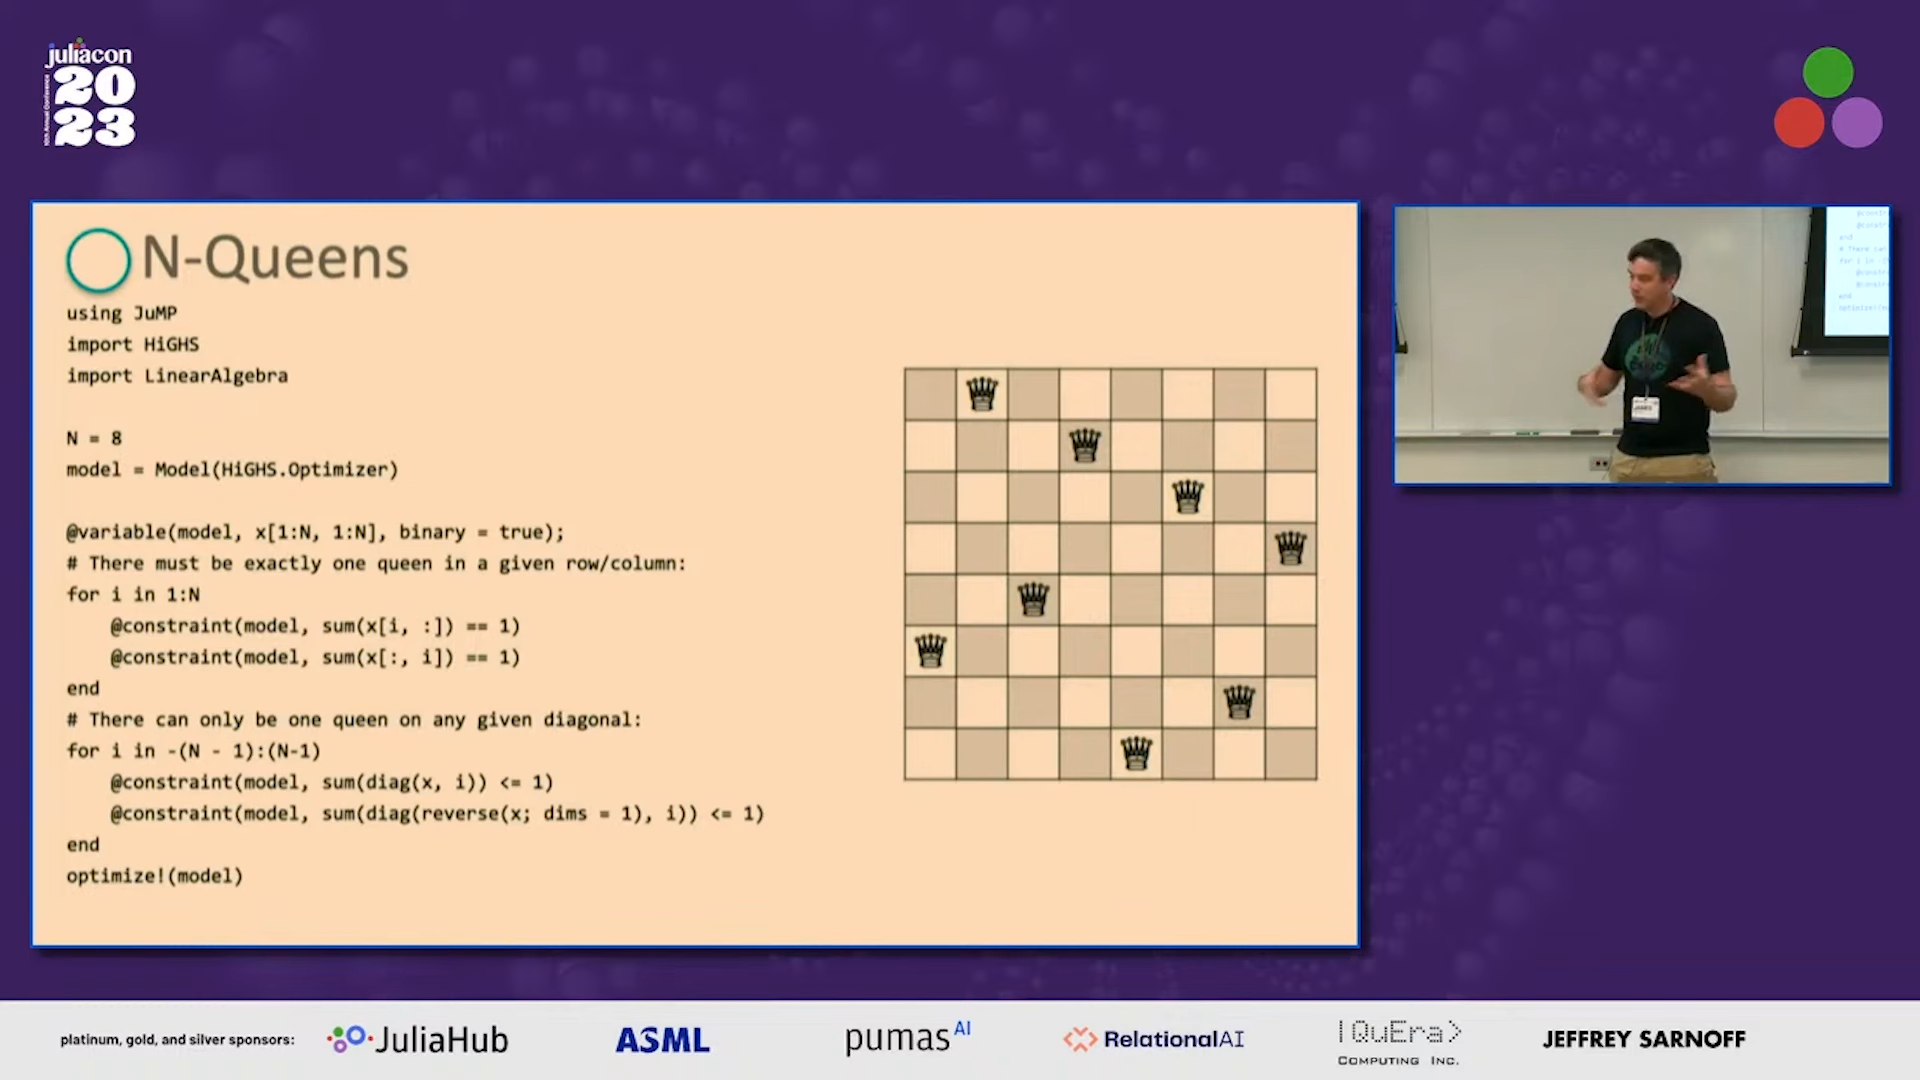 juliacon
20
23
N-Queens
using JuMP
import HiGHS
import LinearAlgebra
N = 8
model = Model(HiGHS.Optimizer)
@variable(model, x[1:N, 1:N], binary = true);
# There must be exactly one queen in a given row/column:
for i in 1:N
    @constraint(model, sum(x[i, :]) == 1)
    @constraint(model, sum(x[:, i]) == 1)
end
# There can only be one queen on any given diagonal:
for i in -(N - 1):(N-1)
    @constraint(model, sum(diag(x, i)) <= 1)
    @constraint(model, sum(diag(reverse(x; dims = 1), i)) <= 1)
end
optimize!(model)
platinum, gold, and silver sponsors:
JuliaHub
ASML
pumasAI
RelationalAI
|QuEra>
COMPUTING INC.
JEFFREY SARNOFF